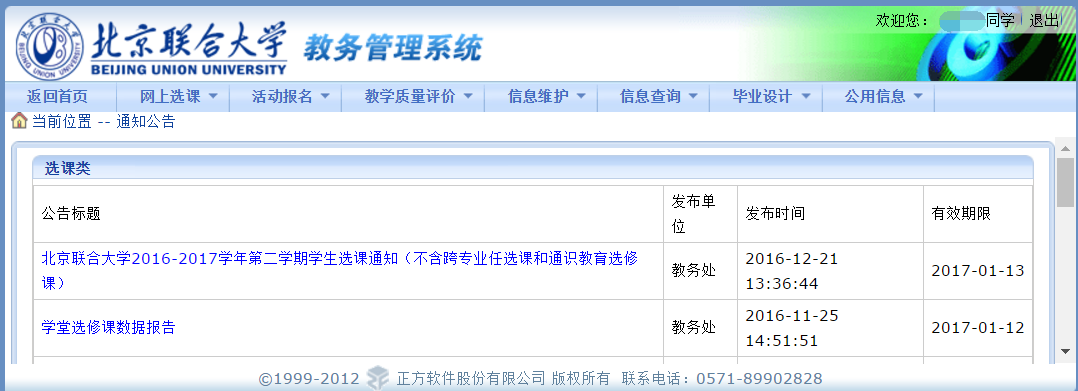 欢迎您： 同学 退出
北京联合大学 教务管理系统
BEIJING UNION UNIVERSITY
返回首页 网上选课 活动报名 教学质量评价 信息维护 信息查询 毕业设计 公用信息
当前位置 -- 通知公告
选课类
公告标题 发布单位 发布时间 有效期限
北京联合大学2016-2017学年第二学期学生选课通知（不含跨专业任选课和通识教育选修课） 教务处 2016-12-21 13:36:44 2017-01-13
学堂选修课数据报告 教务处 2016-11-25 14:51:51 2017-01-12
©1999-2012 正方软件股份有限公司 版权所有 联系电话：0571-89902828